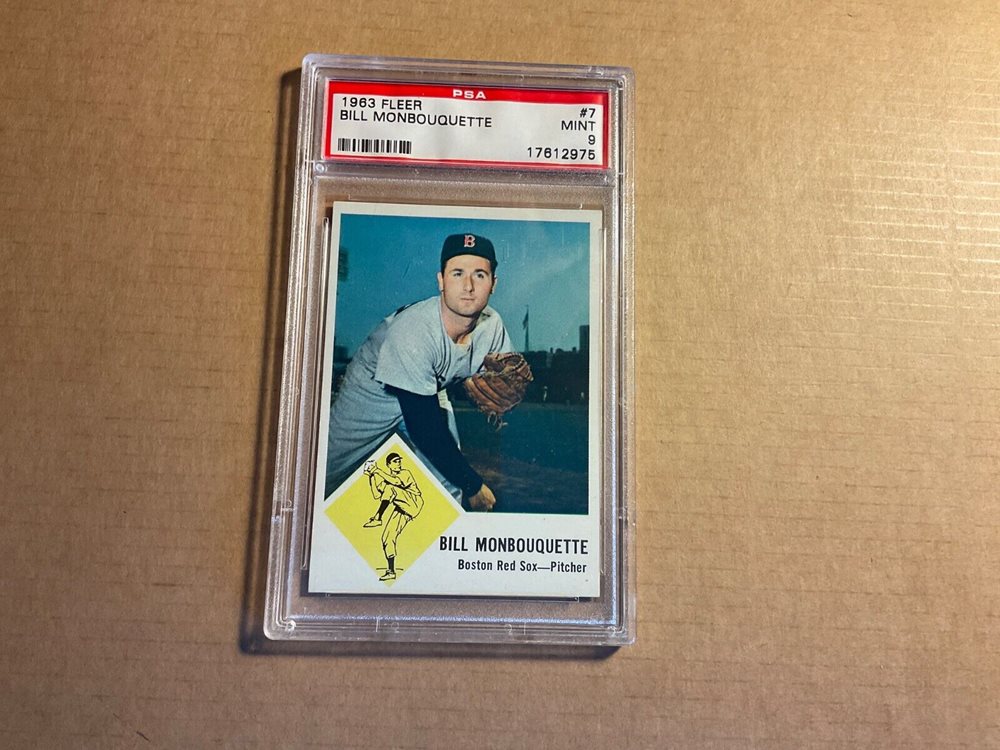 PSA
1963 FLEER #7
BILL MONBOUQUETTE MINT
9
17612975
B
BILL MONBOUQUETTE
Boston Red Sox—Pitcher